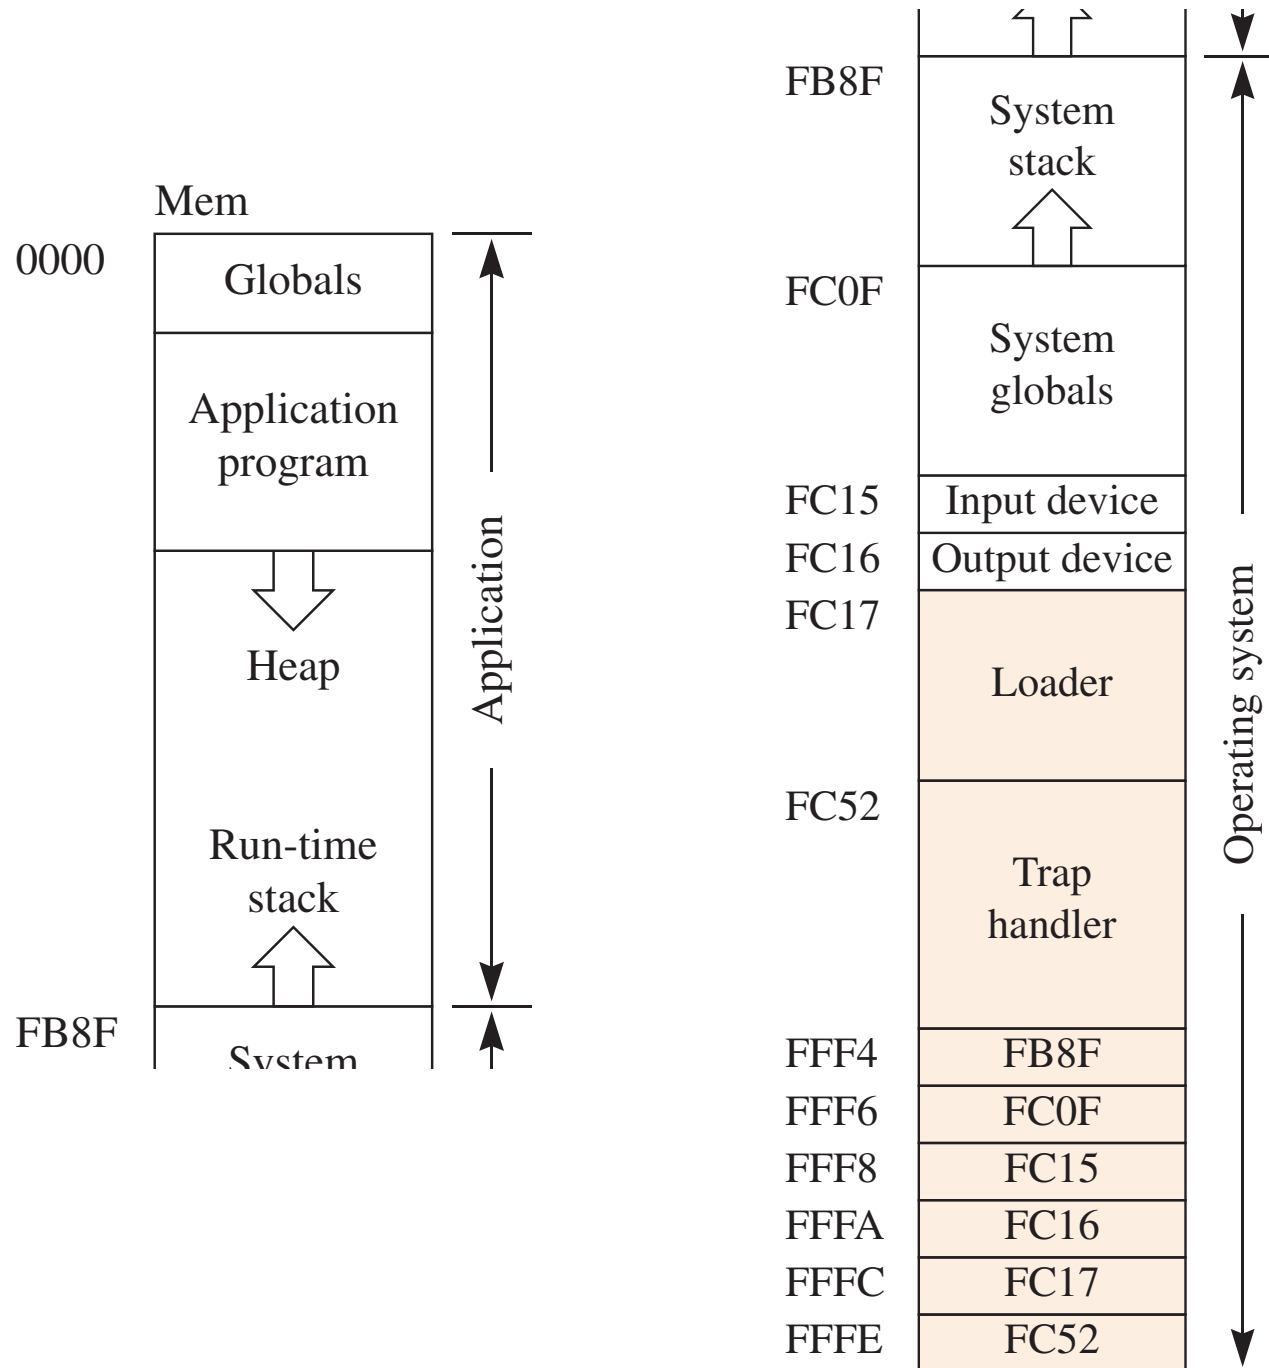 Mem
0000
Globals
Application
program
Heap
Run-time
stack
FB8F
System
Application
FB8F
System
stack
FC0F
System
globals
FC15
Input device
FC16
Output device
FC17
Loader
FC52
Trap
handler
FFF4
FB8F
FFF6
FC0F
FFF8
FC15
FFFA
FC16
FFFC
FC17
FFFE
FC52
Operating system